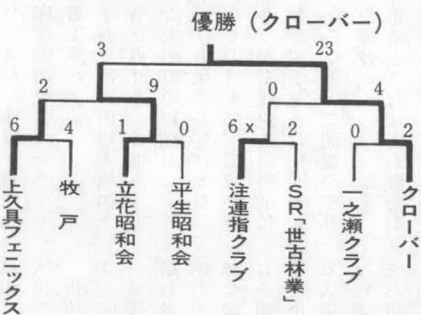 優勝（クローバー）
3 23
2 9 0 4
6 4 1 0 6x 2 0 2
上久具フェニックス
牧戸
立花昭和会
平生昭和会
注連指クラブ
SR「世古林業」
一之瀬クラブ
クローバー